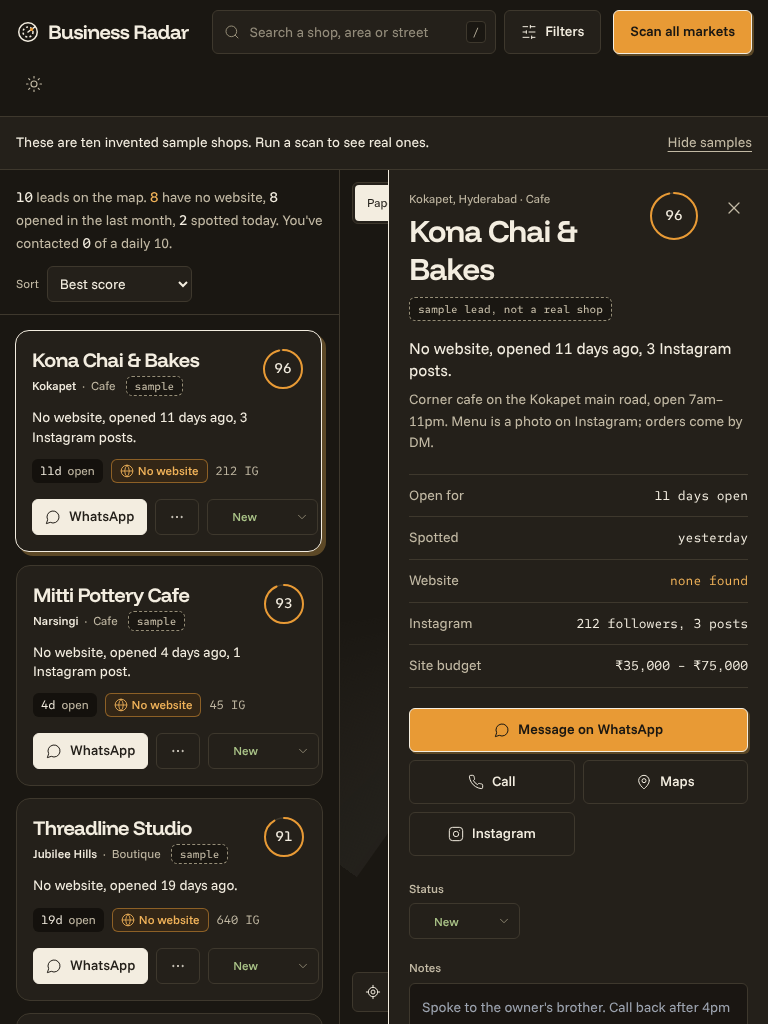 Business Radar
Search a shop, area or street
/
Filters
Scan all markets
These are ten invented sample shops. Run a scan to see real ones.
Hide samples
10 leads on the map. 8 have no website, 8
opened in the last month, 2 spotted today. You've
contacted 0 of a daily 10.
Sort
Best score
Kona Chai & Bakes
96
Kokapet · Cafe
sample
No website, opened 11 days ago, 3
Instagram posts.
11d open
No website
212 IG
WhatsApp
···
New
Mitti Pottery Cafe
93
Narsingi · Cafe
sample
No website, opened 4 days ago, 1
Instagram post.
4d open
No website
45 IG
WhatsApp
···
New
Threadline Studio
91
Jubilee Hills · Boutique
sample
No website, opened 19 days ago.
19d open
No website
640 IG
WhatsApp
···
New
Pap
Kokapet, Hyderabad · Cafe
Kona Chai &
Bakes
96
sample lead, not a real shop
No website, opened 11 days ago, 3 Instagram
posts.
Corner cafe on the Kokapet main road, open 7am–
11pm. Menu is a photo on Instagram; orders come by
DM.
Open for
11 days open
Spotted
yesterday
Website
none found
Instagram
212 followers, 3 posts
Site budget
₹35,000 – ₹75,000
Message on WhatsApp
Call
Maps
Instagram
Status
New
Notes
Spoke to the owner's brother. Call back after 4pm